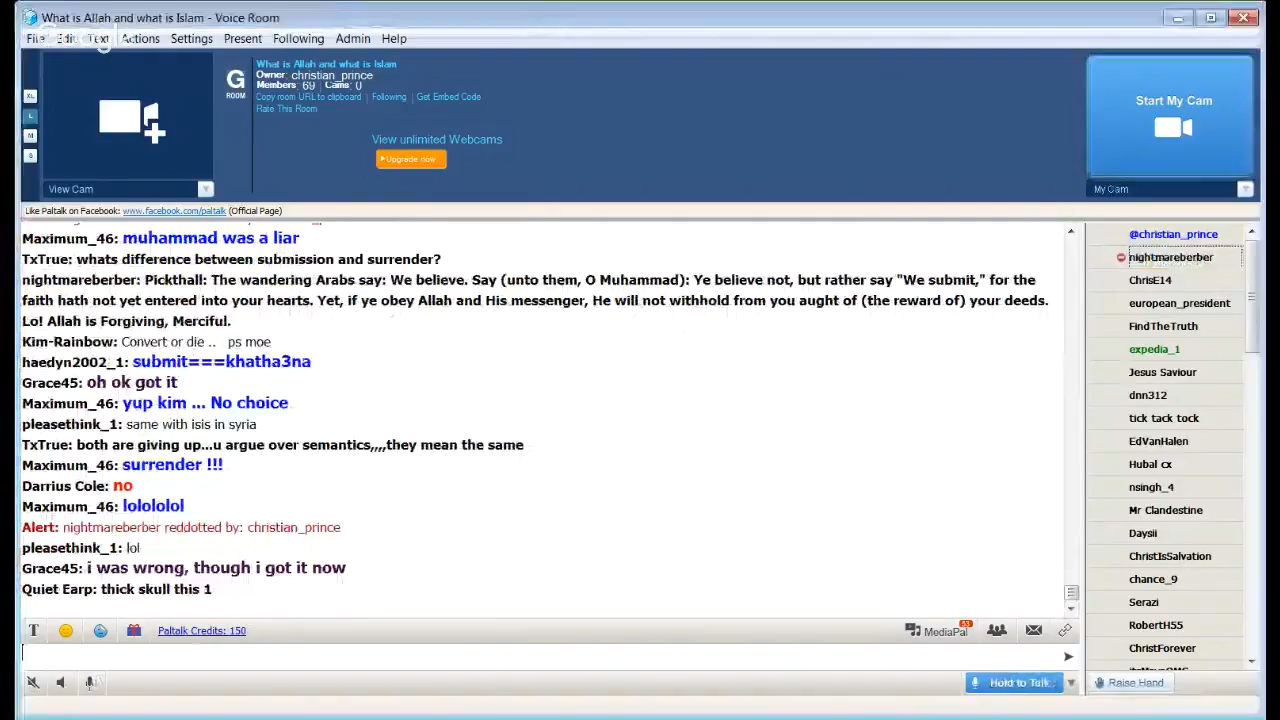 What is Allah and what is Islam - Voice Room
File Edit Text Actions Settings Present Following Favorites Admin Help
What is Allah and what is Islam
Owner: christian_prince
G
ROOM
Members: 69 | Cams: 0
Copy room URL to clipboard | Following | Get Embed Code
Rate This Room
XL
L
M
S
View unlimited Webcams
Upgrade now
Start My Cam
View Cam
My Cam
Like Paltalk on Facebook: www.facebook.com/paltalk (Official Page)
Maximum_46: muhammad was a liar
TxTrue: whats difference between submission and surrender?
nightmareberber: Pickthall: The wandering Arabs say: We believe. Say (unto them, O Muhammad): Ye believe not, but rather say "We submit," for the
faith hath not yet entered into your hearts. Yet, if ye obey Allah and His messenger, He will not withhold from you aught of (the reward of) your deeds.
Lo! Allah is Forgiving, Merciful.
Kim-Rainbow: Convert or die .. ps moe
haedyn2002_1: submit===khatha3na
Grace45: oh ok got it
Maximum_46: yup kim ... No choice
pleasethink_1: same with isis in syria
TxTrue: both are giving up...u argue over semantics,,,,they mean the same
Maximum_46: surrender !!!
Darrius Cole: no
Maximum_46: lolololol
Alert: nightmareberber reddotted by: christian_prince
pleasethink_1: lol
Grace45: i was wrong, though i got it now
Quiet Earp: thick skull this 1
@christian_prince
nightmareberber
ChrisE14
european_president
FindTheTruth
expedia_1
Jesus Saviour
dnn312
tick tack tock
EdVanHalen
Hubal cx
nsingh_4
Mr Clandestine
Daysii
ChristIsSalvation
chance_9
Serazi
RobertH55
ChristForever
T
Paltalk Credits: 150
MediaPal
53
Hold to Talk
Raise Hand